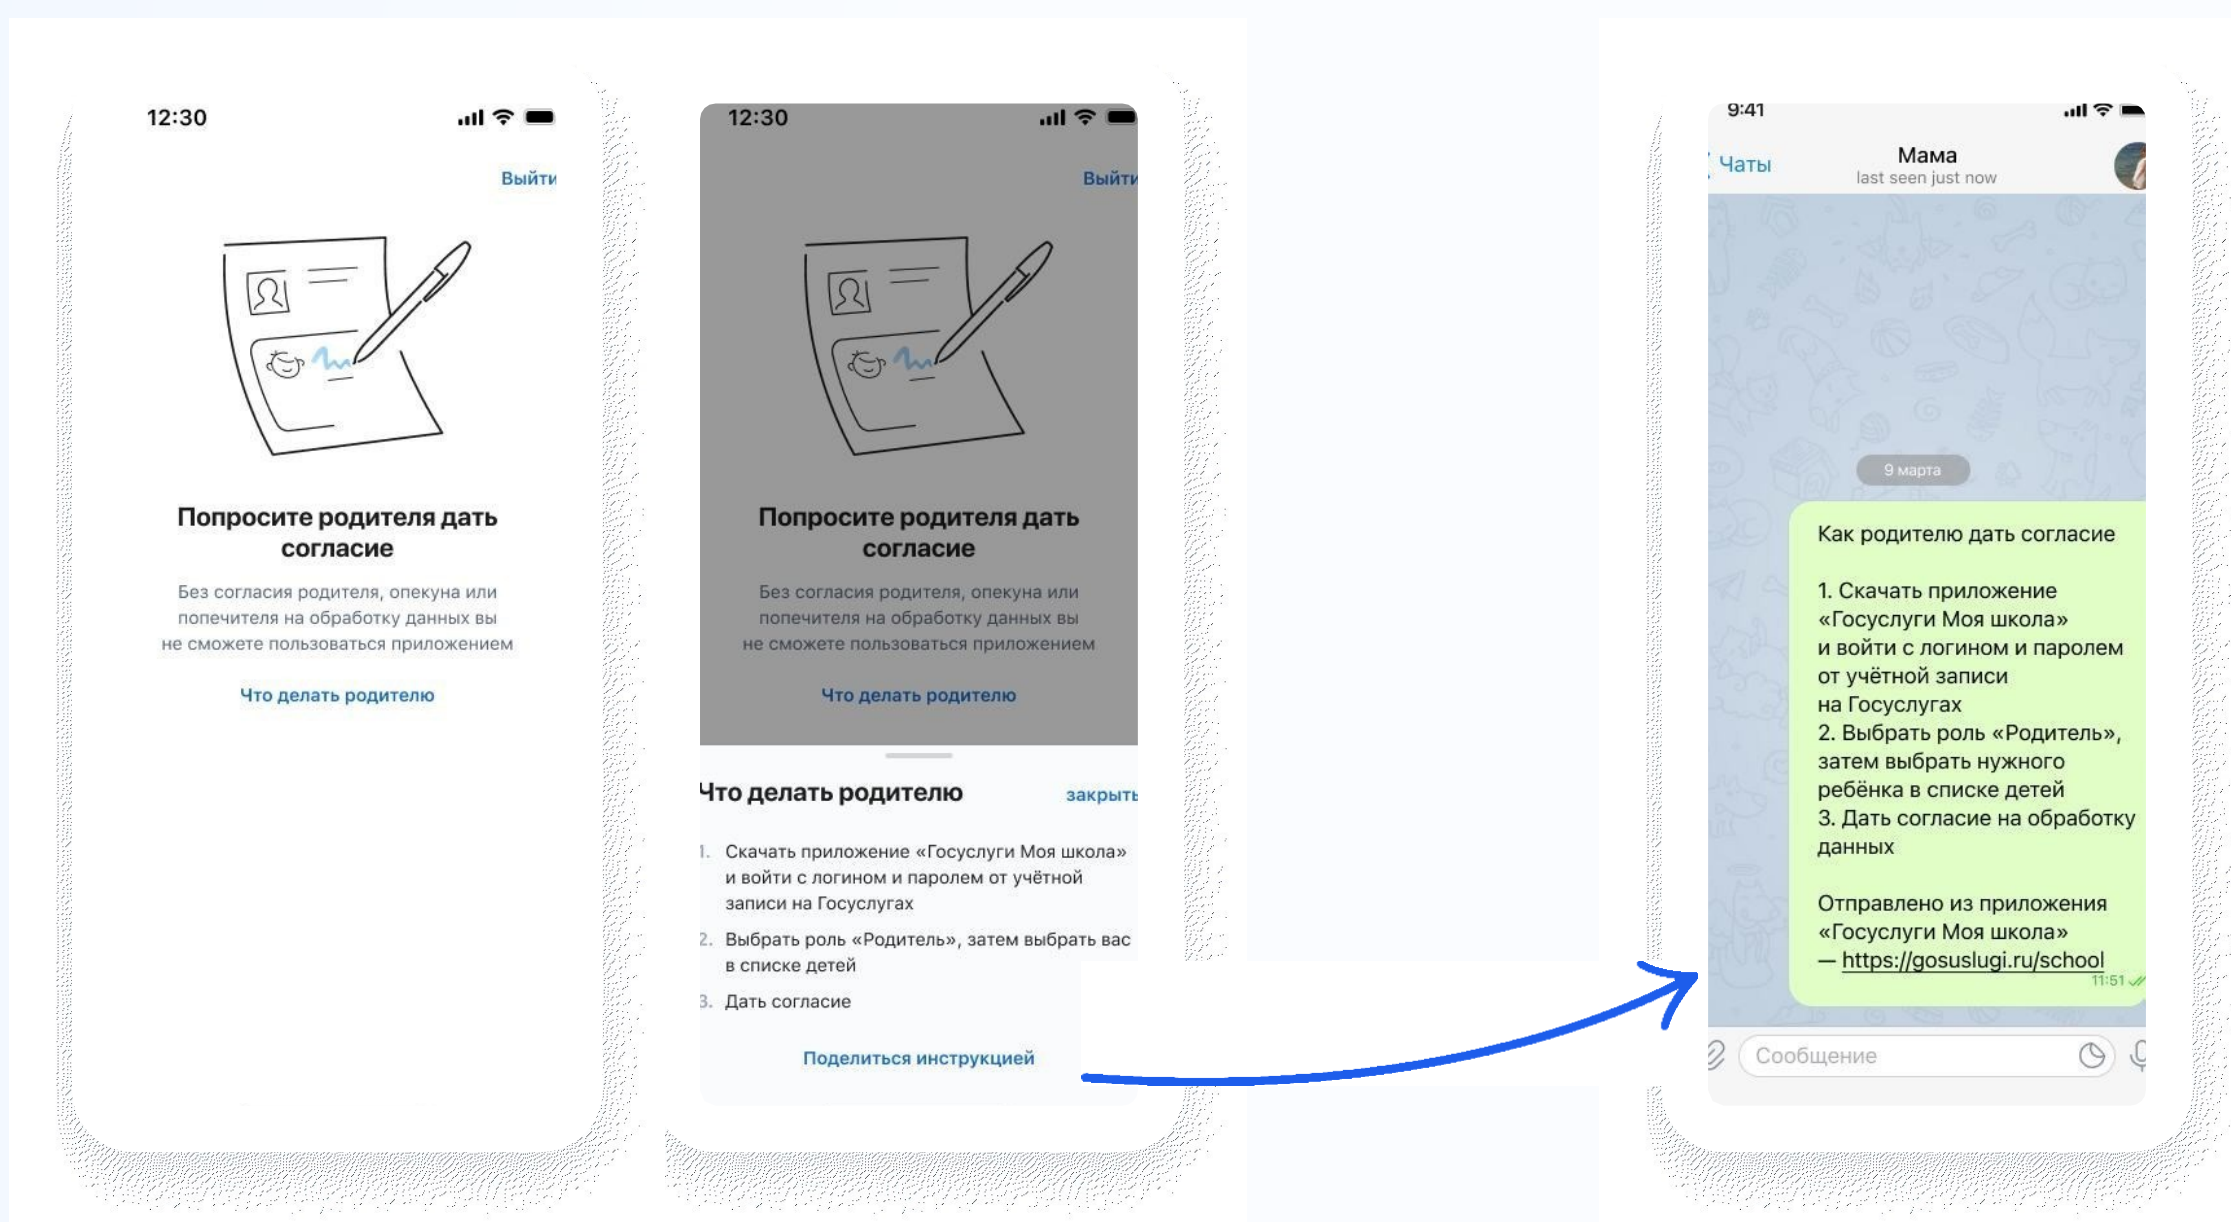 12:30
Выйти
Попросите родителя дать
согласие
Без согласия родителя, опекуна или
попечителя на обработку данных вы
не сможете пользоваться приложением
Что делать родителю
12:30
Выйти
Попросите родителя дать
согласие
Без согласия родителя, опекуна или
попечителя на обработку данных вы
не сможете пользоваться приложением
Что делать родителю
Что делать родителю
закрыть
1. Скачать приложение «Госуслуги Моя школа»
и войти с логином и паролем от учётной
записи на Госуслугах
2. Выбрать роль «Родитель», затем выбрать вас
в списке детей
3. Дать согласие
Поделиться инструкцией
9:41
Чаты
Мама
last seen just now
9 марта
Как родителю дать согласие
1. Скачать приложение
«Госуслуги Моя школа»
и войти с логином и паролем
от учётной записи
на Госуслугах
2. Выбрать роль «Родитель»,
затем выбрать нужного
ребёнка в списке детей
3. Дать согласие на обработку
данных
Отправлено из приложения
«Госуслуги Моя школа»
— https://gosuslugi.ru/school
11:51
Сообщение